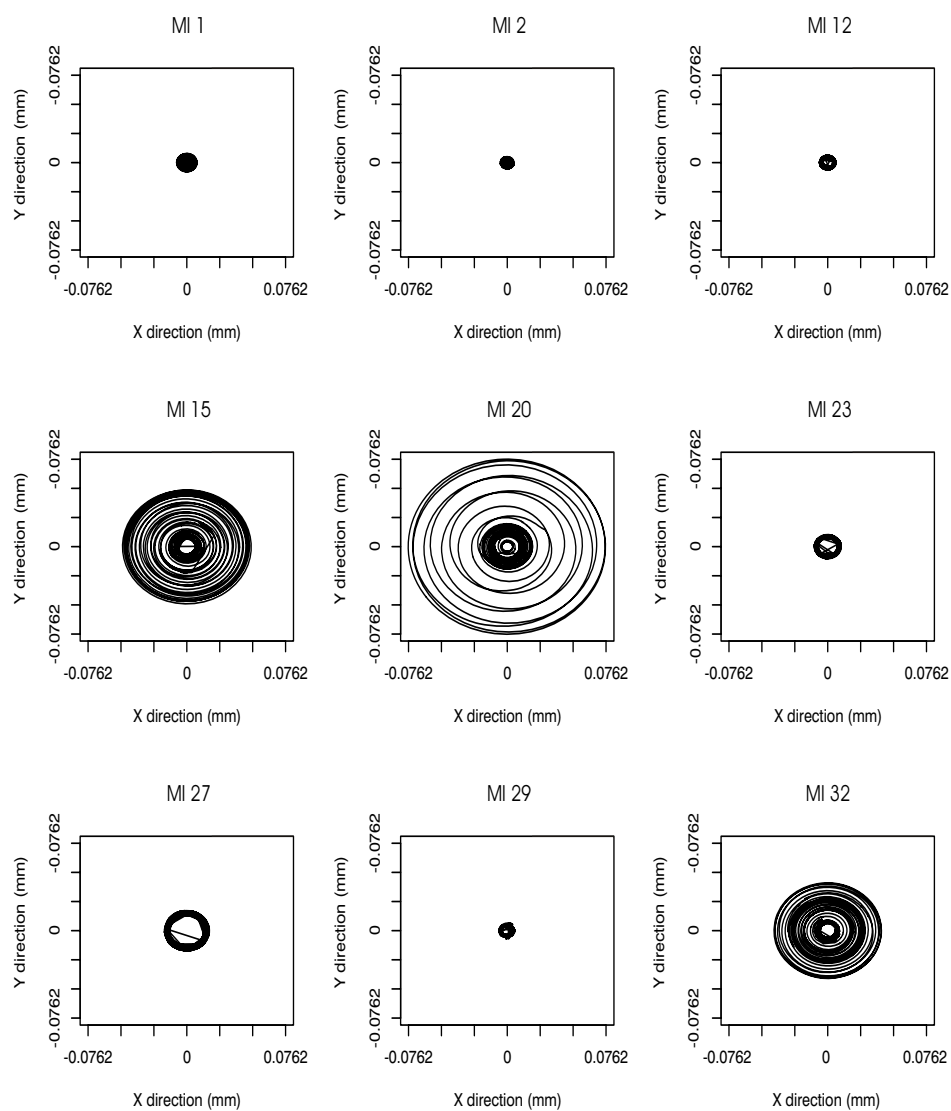 MI 1
MI 2
MI 12
Y direction (mm)
-0.0762
0
-0.0762
-0.0762
0
0.0762
X direction (mm)
Y direction (mm)
-0.0762
0
-0.0762
-0.0762
0
0.0762
X direction (mm)
Y direction (mm)
-0.0762
0
-0.0762
-0.0762
0
0.0762
X direction (mm)
MI 15
MI 20
MI 23
Y direction (mm)
-0.0762
0
-0.0762
-0.0762
0
0.0762
X direction (mm)
Y direction (mm)
-0.0762
0
-0.0762
-0.0762
0
0.0762
X direction (mm)
Y direction (mm)
-0.0762
0
-0.0762
-0.0762
0
0.0762
X direction (mm)
MI 27
MI 29
MI 32
Y direction (mm)
-0.0762
0
-0.0762
-0.0762
0
0.0762
X direction (mm)
Y direction (mm)
-0.0762
0
-0.0762
-0.0762
0
0.0762
X direction (mm)
Y direction (mm)
-0.0762
0
-0.0762
-0.0762
0
0.0762
X direction (mm)